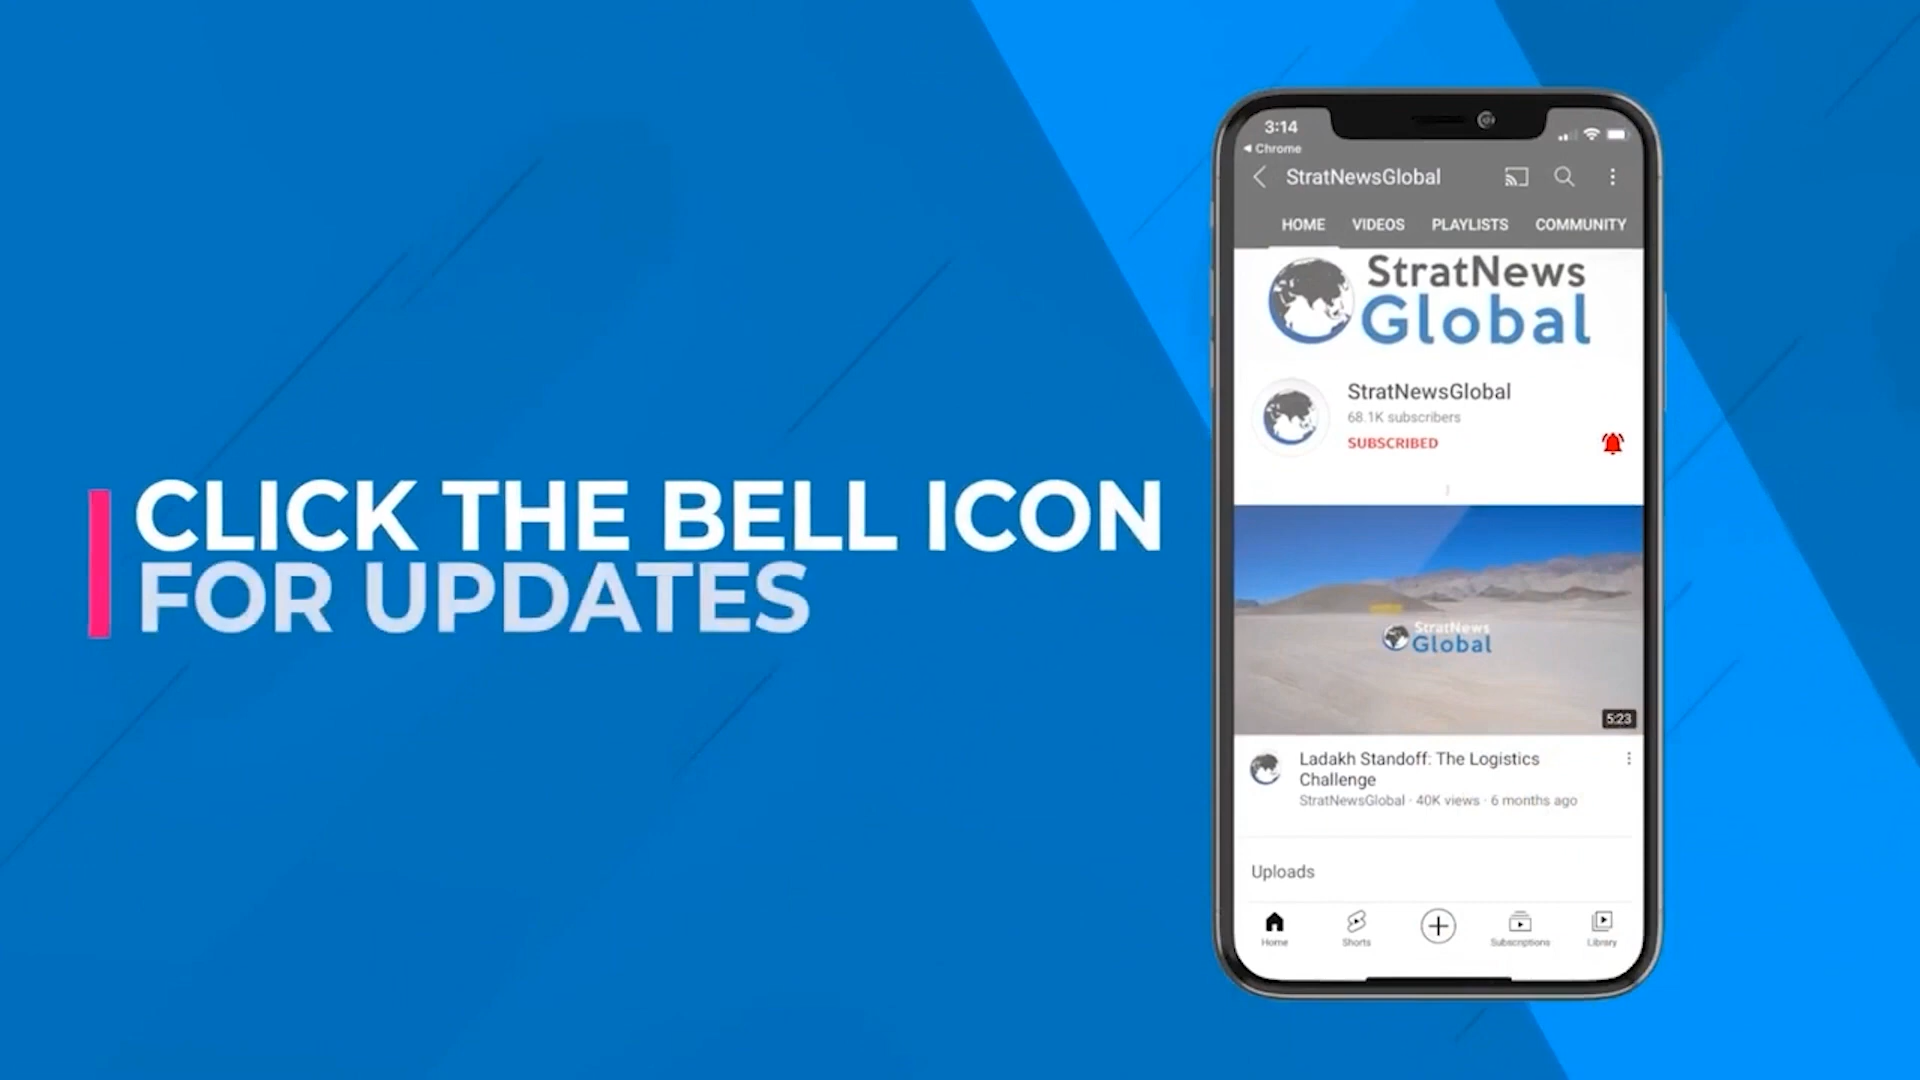 CLICK THE BELL ICON
FOR UPDATES
3:14
Chrome
StratNewsGlobal
HOME VIDEOS PLAYLISTS COMMUNITY
StratNews
Global
StratNewsGlobal
68.1K subscribers
SUBSCRIBED
StratNews
Global
5:23
Ladakh Standoff: The Logistics
Challenge
StratNewsGlobal · 40K views · 6 months ago
Uploads
Home Shorts Subscriptions Library